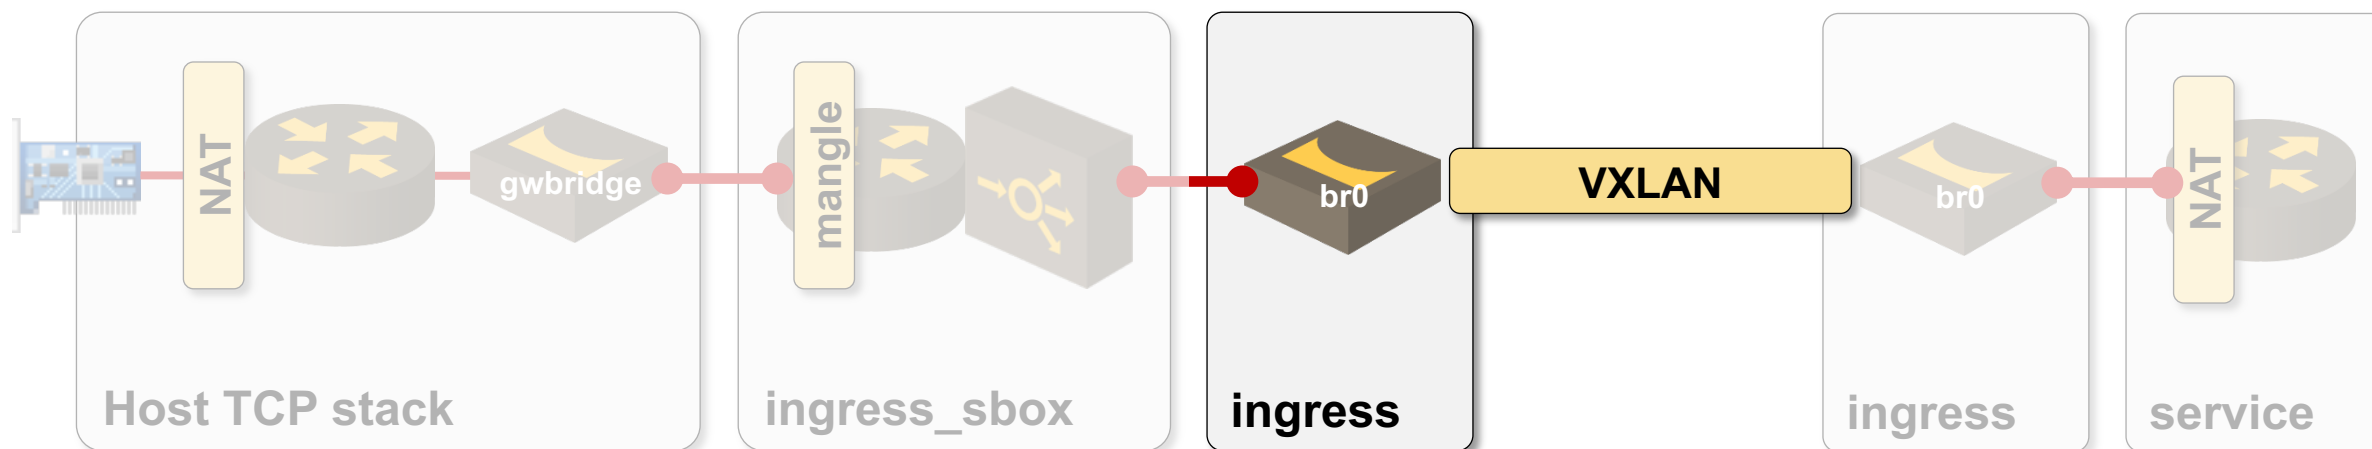 NAT
gwbridge
mangle
br0
VXLAN
br0
NAT
Host TCP stack
ingress_sbox
ingress
ingress
service